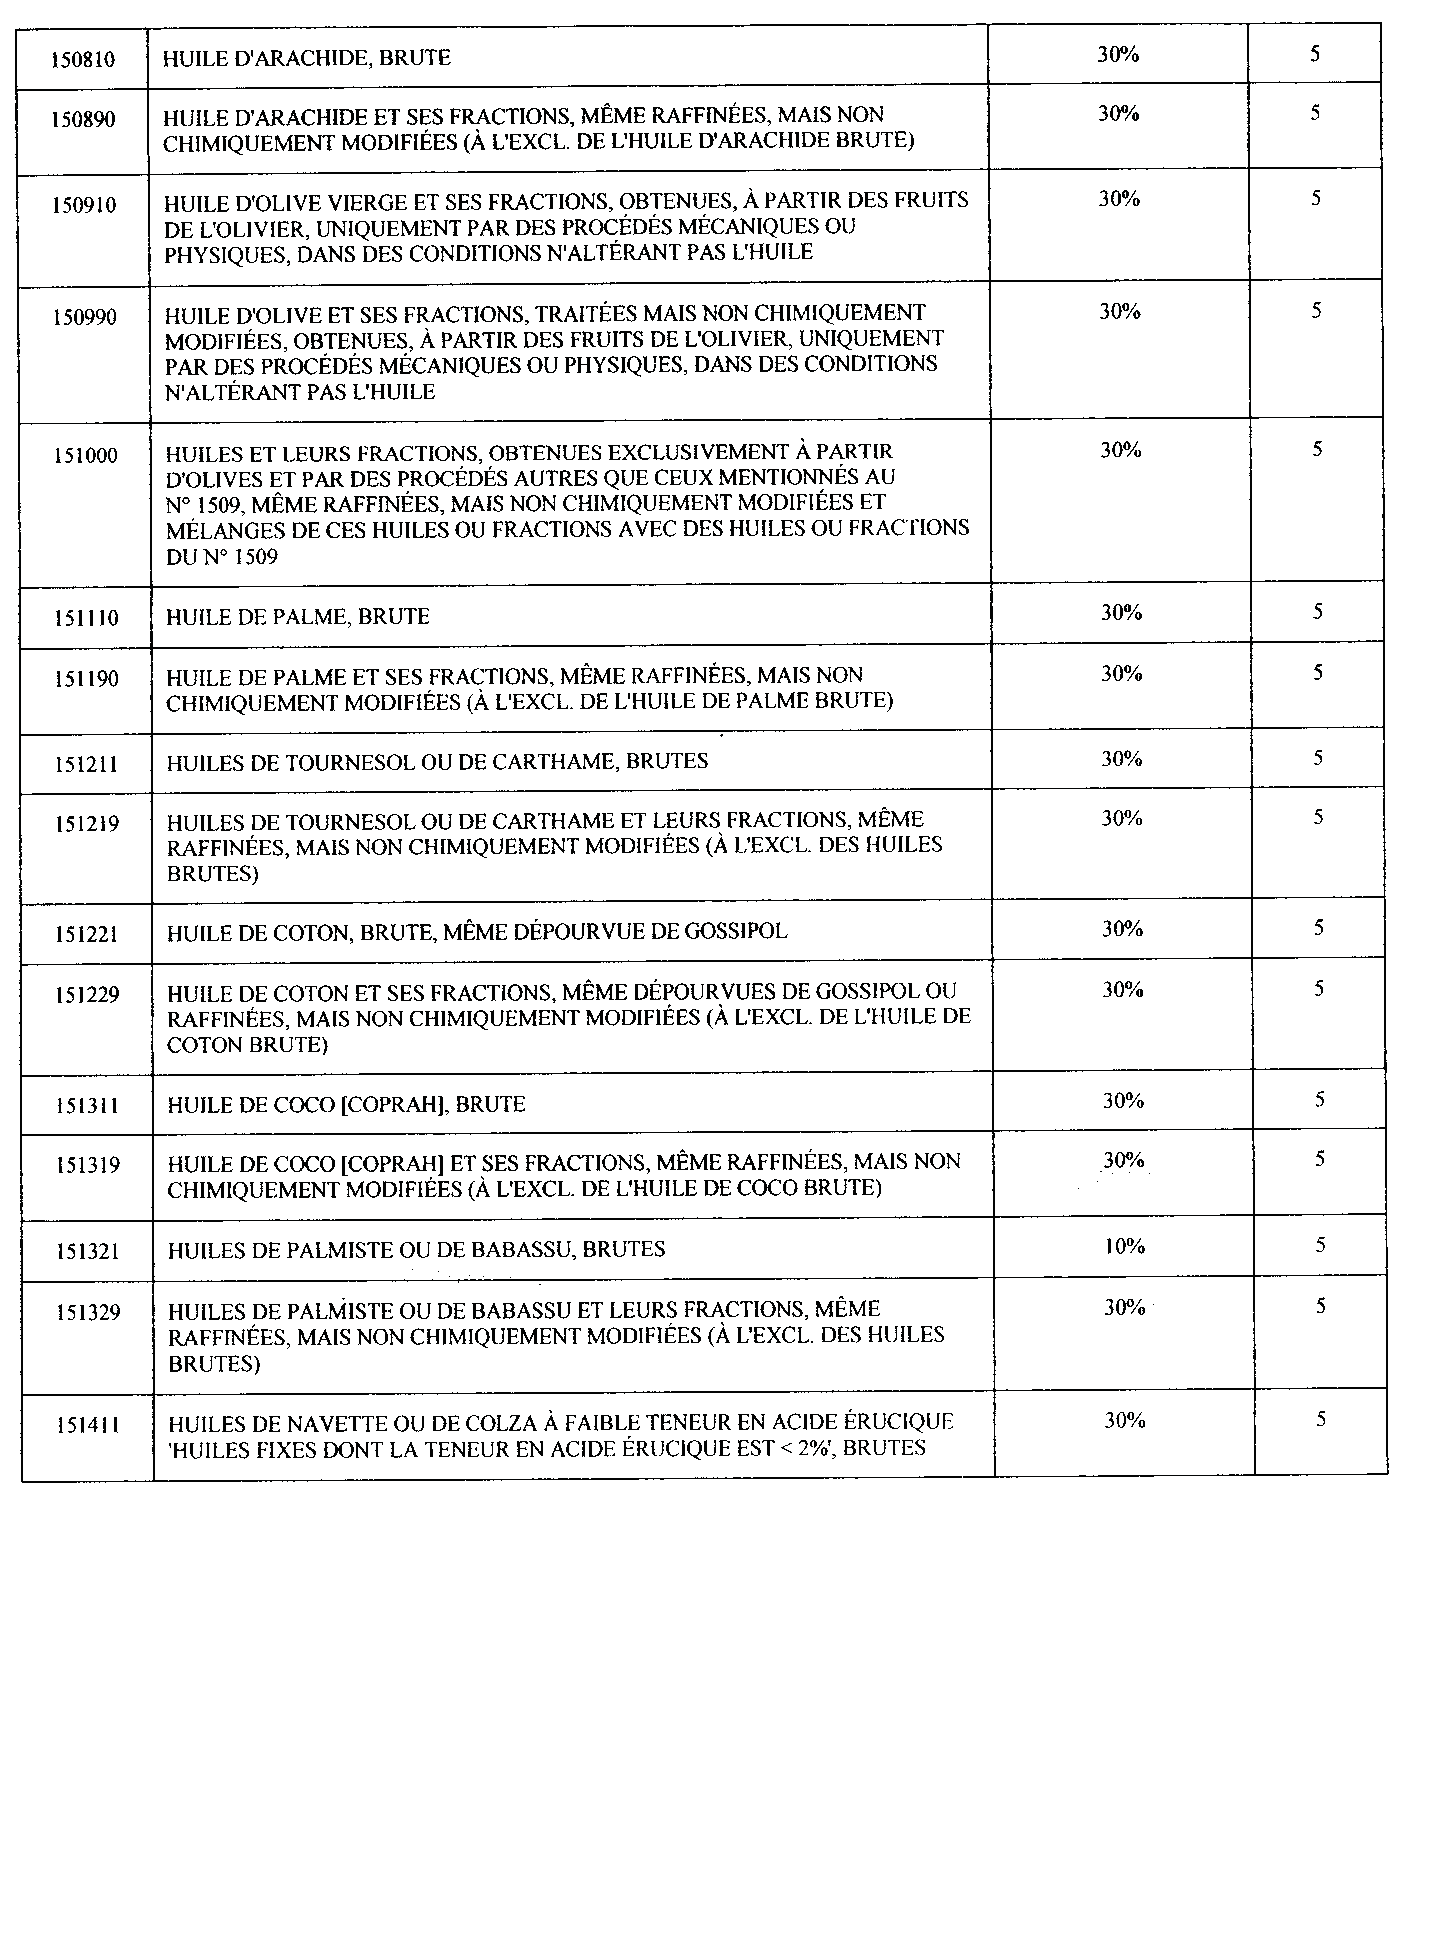 150810 HUILE D'ARACHIDE, BRUTE 30% 5
150890 HUILE D'ARACHIDE ET SES FRACTIONS, MÊME RAFFINÉES, MAIS NON 30% 5
CHIMIQUEMENT MODIFIÉES (À L'EXCL. DE L'HUILE D'ARACHIDE BRUTE)
150910 HUILE D'OLIVE VIERGE ET SES FRACTIONS, OBTENUES, À PARTIR DES FRUITS 30% 5
DE L'OLIVIER, UNIQUEMENT PAR DES PROCÉDÉS MÉCANIQUES OU
PHYSIQUES, DANS DES CONDITIONS N'ALTÉRANT PAS L'HUILE
150990 HUILE D'OLIVE ET SES FRACTIONS, TRAITÉES MAIS NON CHIMIQUEMENT 30% 5
MODIFIÉES, OBTENUES, À PARTIR DES FRUITS DE L'OLIVIER, UNIQUEMENT
PAR DES PROCÉDÉS MÉCANIQUES OU PHYSIQUES, DANS DES CONDITIONS
N'ALTÉRANT PAS L'HUILE
151000 HUILES ET LEURS FRACTIONS, OBTENUES EXCLUSIVEMENT À PARTIR 30% 5
D'OLIVES ET PAR DES PROCÉDÉS AUTRES QUE CEUX MENTIONNÉS AU
N° 1509, MÊME RAFFINÉES, MAIS NON CHIMIQUEMENT MODIFIÉES ET
MÉLANGES DE CES HUILES OU FRACTIONS AVEC DES HUILES OU FRACTIONS
DU N° 1509
151110 HUILE DE PALME, BRUTE 30% 5
151190 HUILE DE PALME ET SES FRACTIONS, MÊME RAFFINÉES, MAIS NON 30% 5
CHIMIQUEMENT MODIFIÉES (À L'EXCL. DE L'HUILE DE PALME BRUTE)
151211 HUILES DE TOURNESOL OU DE CARTHAME, BRUTES 30% 5
151219 HUILES DE TOURNESOL OU DE CARTHAME ET LEURS FRACTIONS, MÊME 30% 5
RAFFINÉES, MAIS NON CHIMIQUEMENT MODIFIÉES (À L'EXCL. DES HUILES
BRUTES)
151221 HUILE DE COTON, BRUTE, MÊME DÉPOURVUE DE GOSSIPOL 30% 5
151229 HUILE DE COTON ET SES FRACTIONS, MÊME DÉPOURVUES DE GOSSIPOL OU 30% 5
RAFFINÉES, MAIS NON CHIMIQUEMENT MODIFIÉES (À L'EXCL. DE L'HUILE DE
COTON BRUTE)
151311 HUILE DE COCO [COPRAH], BRUTE 30% 5
151319 HUILE DE COCO [COPRAH] ET SES FRACTIONS, MÊME RAFFINÉES, MAIS NON 30% 5
CHIMIQUEMENT MODIFIÉES (À L'EXCL. DE L'HUILE DE COCO BRUTE)
151321 HUILES DE PALMISTE OU DE BABASSU, BRUTES 10% 5
151329 HUILES DE PALMISTE OU DE BABASSU ET LEURS FRACTIONS, MÊME 30% 5
RAFFINÉES, MAIS NON CHIMIQUEMENT MODIFIÉES (À L'EXCL. DES HUILES
BRUTES)
151411 HUILES DE NAVETTE OU DE COLZA À FAIBLE TENEUR EN ACIDE ÉRUCIQUE 30% 5
'HUILES FIXES DONT LA TENEUR EN ACIDE ÉRUCIQUE EST < 2%', BRUTES